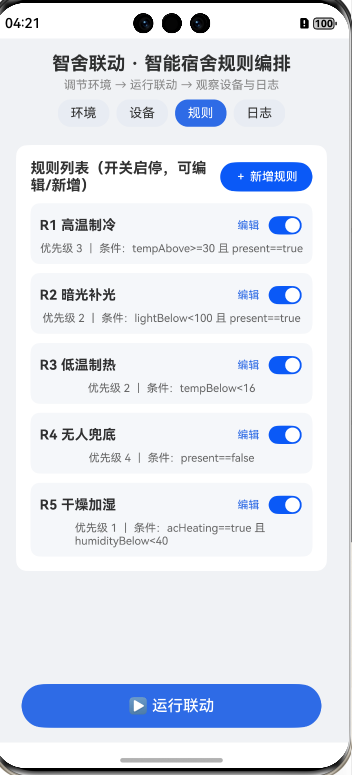 04:21
100
智舍联动 · 智能宿舍规则编排
调节环境 → 运行联动 → 观察设备与日志
环境 设备 规则 日志
规则列表（开关启停，可编
辑/新增）
+ 新增规则
R1 高温制冷 编辑
优先级 3 | 条件：tempAbove>=30 且 present==true
R2 暗光补光 编辑
优先级 2 | 条件：lightBelow<100 且 present==true
R3 低温制热 编辑
优先级 2 | 条件：tempBelow<16
R4 无人兜底 编辑
优先级 4 | 条件：present==false
R5 干燥加湿 编辑
优先级 1 | 条件：acHeating==true 且
humidityBelow<40
运行联动